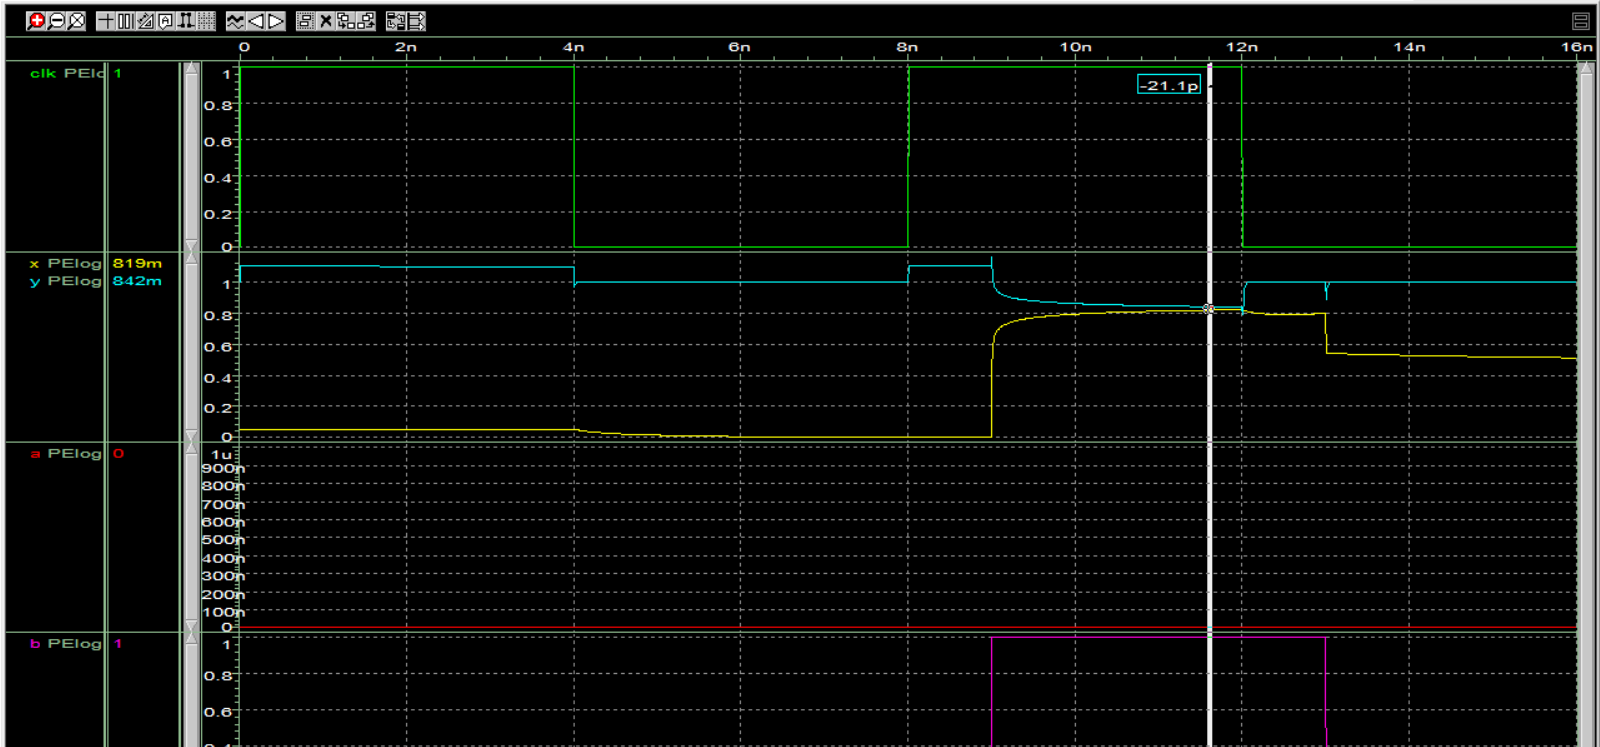 0 2n 4n 6n 8n 10n 12n 14n 16n
clk PElo 1
1
-21.1p
0.8
0.6
0.4
0.2
0
x PElog 819m
y PElog 842m
1
0.8
0.6
0.4
0.2
0
a PElog 0
1u
900n
800n
700n
600n
500n
400n
300n
200n
100n
0
b PElog 1
1
0.8
0.6
0.4